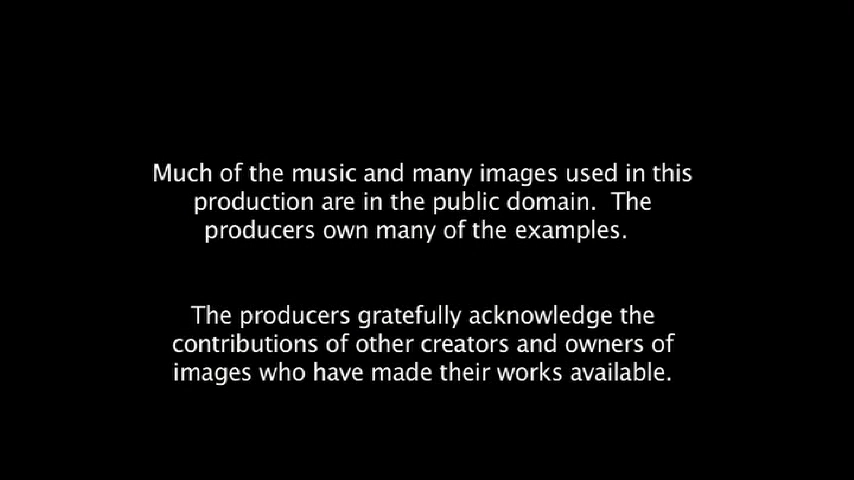 Much of the music and many images used in this
production are in the public domain.  The
producers own many of the examples.
The producers gratefully acknowledge the
contributions of other creators and owners of
images who have made their works available.